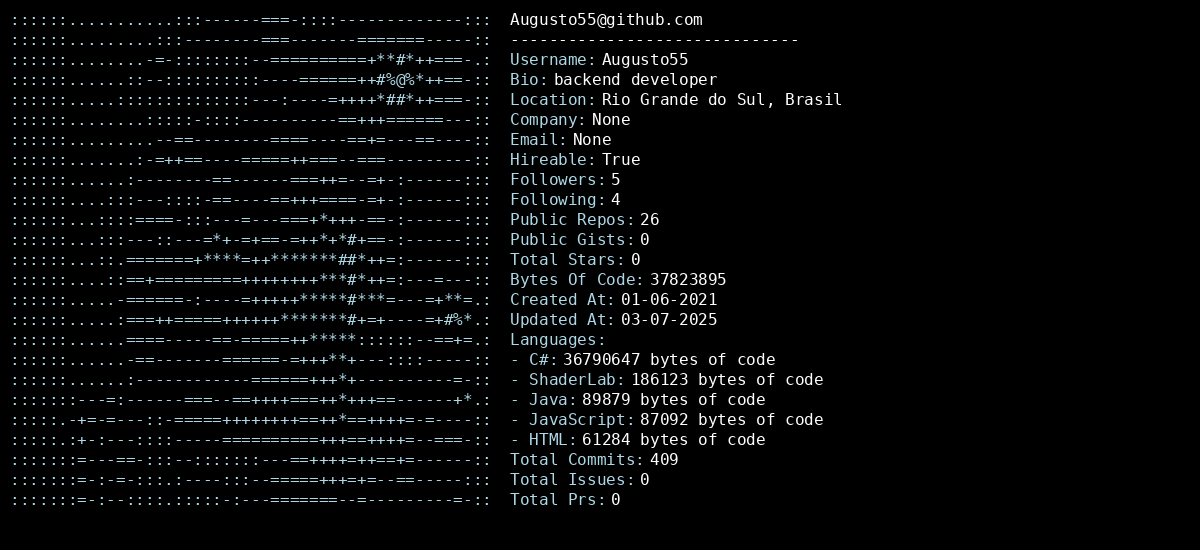 Augusto55@github.com
------------------------------
Username: Augusto55
Bio: backend developer
Location: Rio Grande do Sul, Brasil
Company: None
Email: None
Hireable: True
Followers: 5
Following: 4
Public Repos: 26
Public Gists: 0
Total Stars: 0
Bytes Of Code: 37823895
Created At: 01-06-2021
Updated At: 03-07-2025
Languages:
- C#: 36790647 bytes of code
- ShaderLab: 186123 bytes of code
- Java: 89879 bytes of code
- JavaScript: 87092 bytes of code
- HTML: 61284 bytes of code
Total Commits: 409
Total Issues: 0
Total Prs: 0